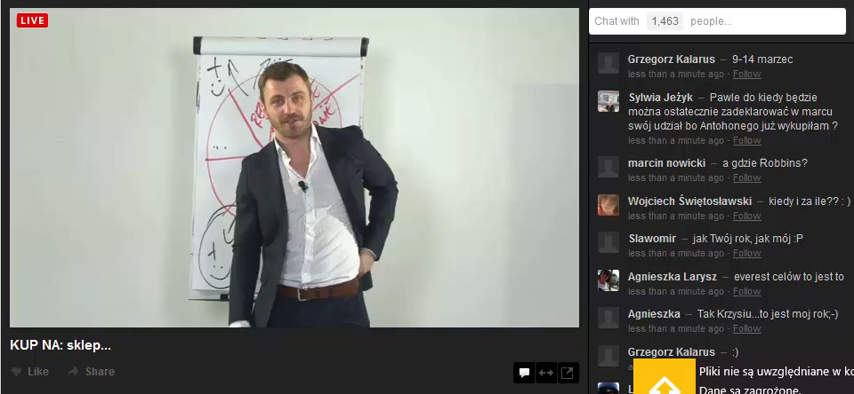 LIVE
Chat with 1,463 people...
Grzegorz Kalarus – 9-14 marzec
less than a minute ago · Follow
Sylwia Jeżyk – Pawle do kiedy będzie
można ostatecznie zadeklarować w marcu
swój udział bo Antohonego już wykupiłam ?
less than a minute ago · Follow
marcin nowicki – a gdzie Robbins?
less than a minute ago · Follow
Wojciech Świętosławski – kiedy i za ile?? : )
less than a minute ago · Follow
Slawomir – jak Twój rok, jak mój :P
less than a minute ago · Follow
Agnieszka Larysz – everest celów to jest to
less than a minute ago · Follow
Agnieszka – Tak Krzysiu...to jest moj rok;-)
less than a minute ago · Follow
Grzegorz Kalarus – :)
Pliki nie są uwzględniane w ko
Dane są zagrożone.
KUP NA: sklep...
Like Share